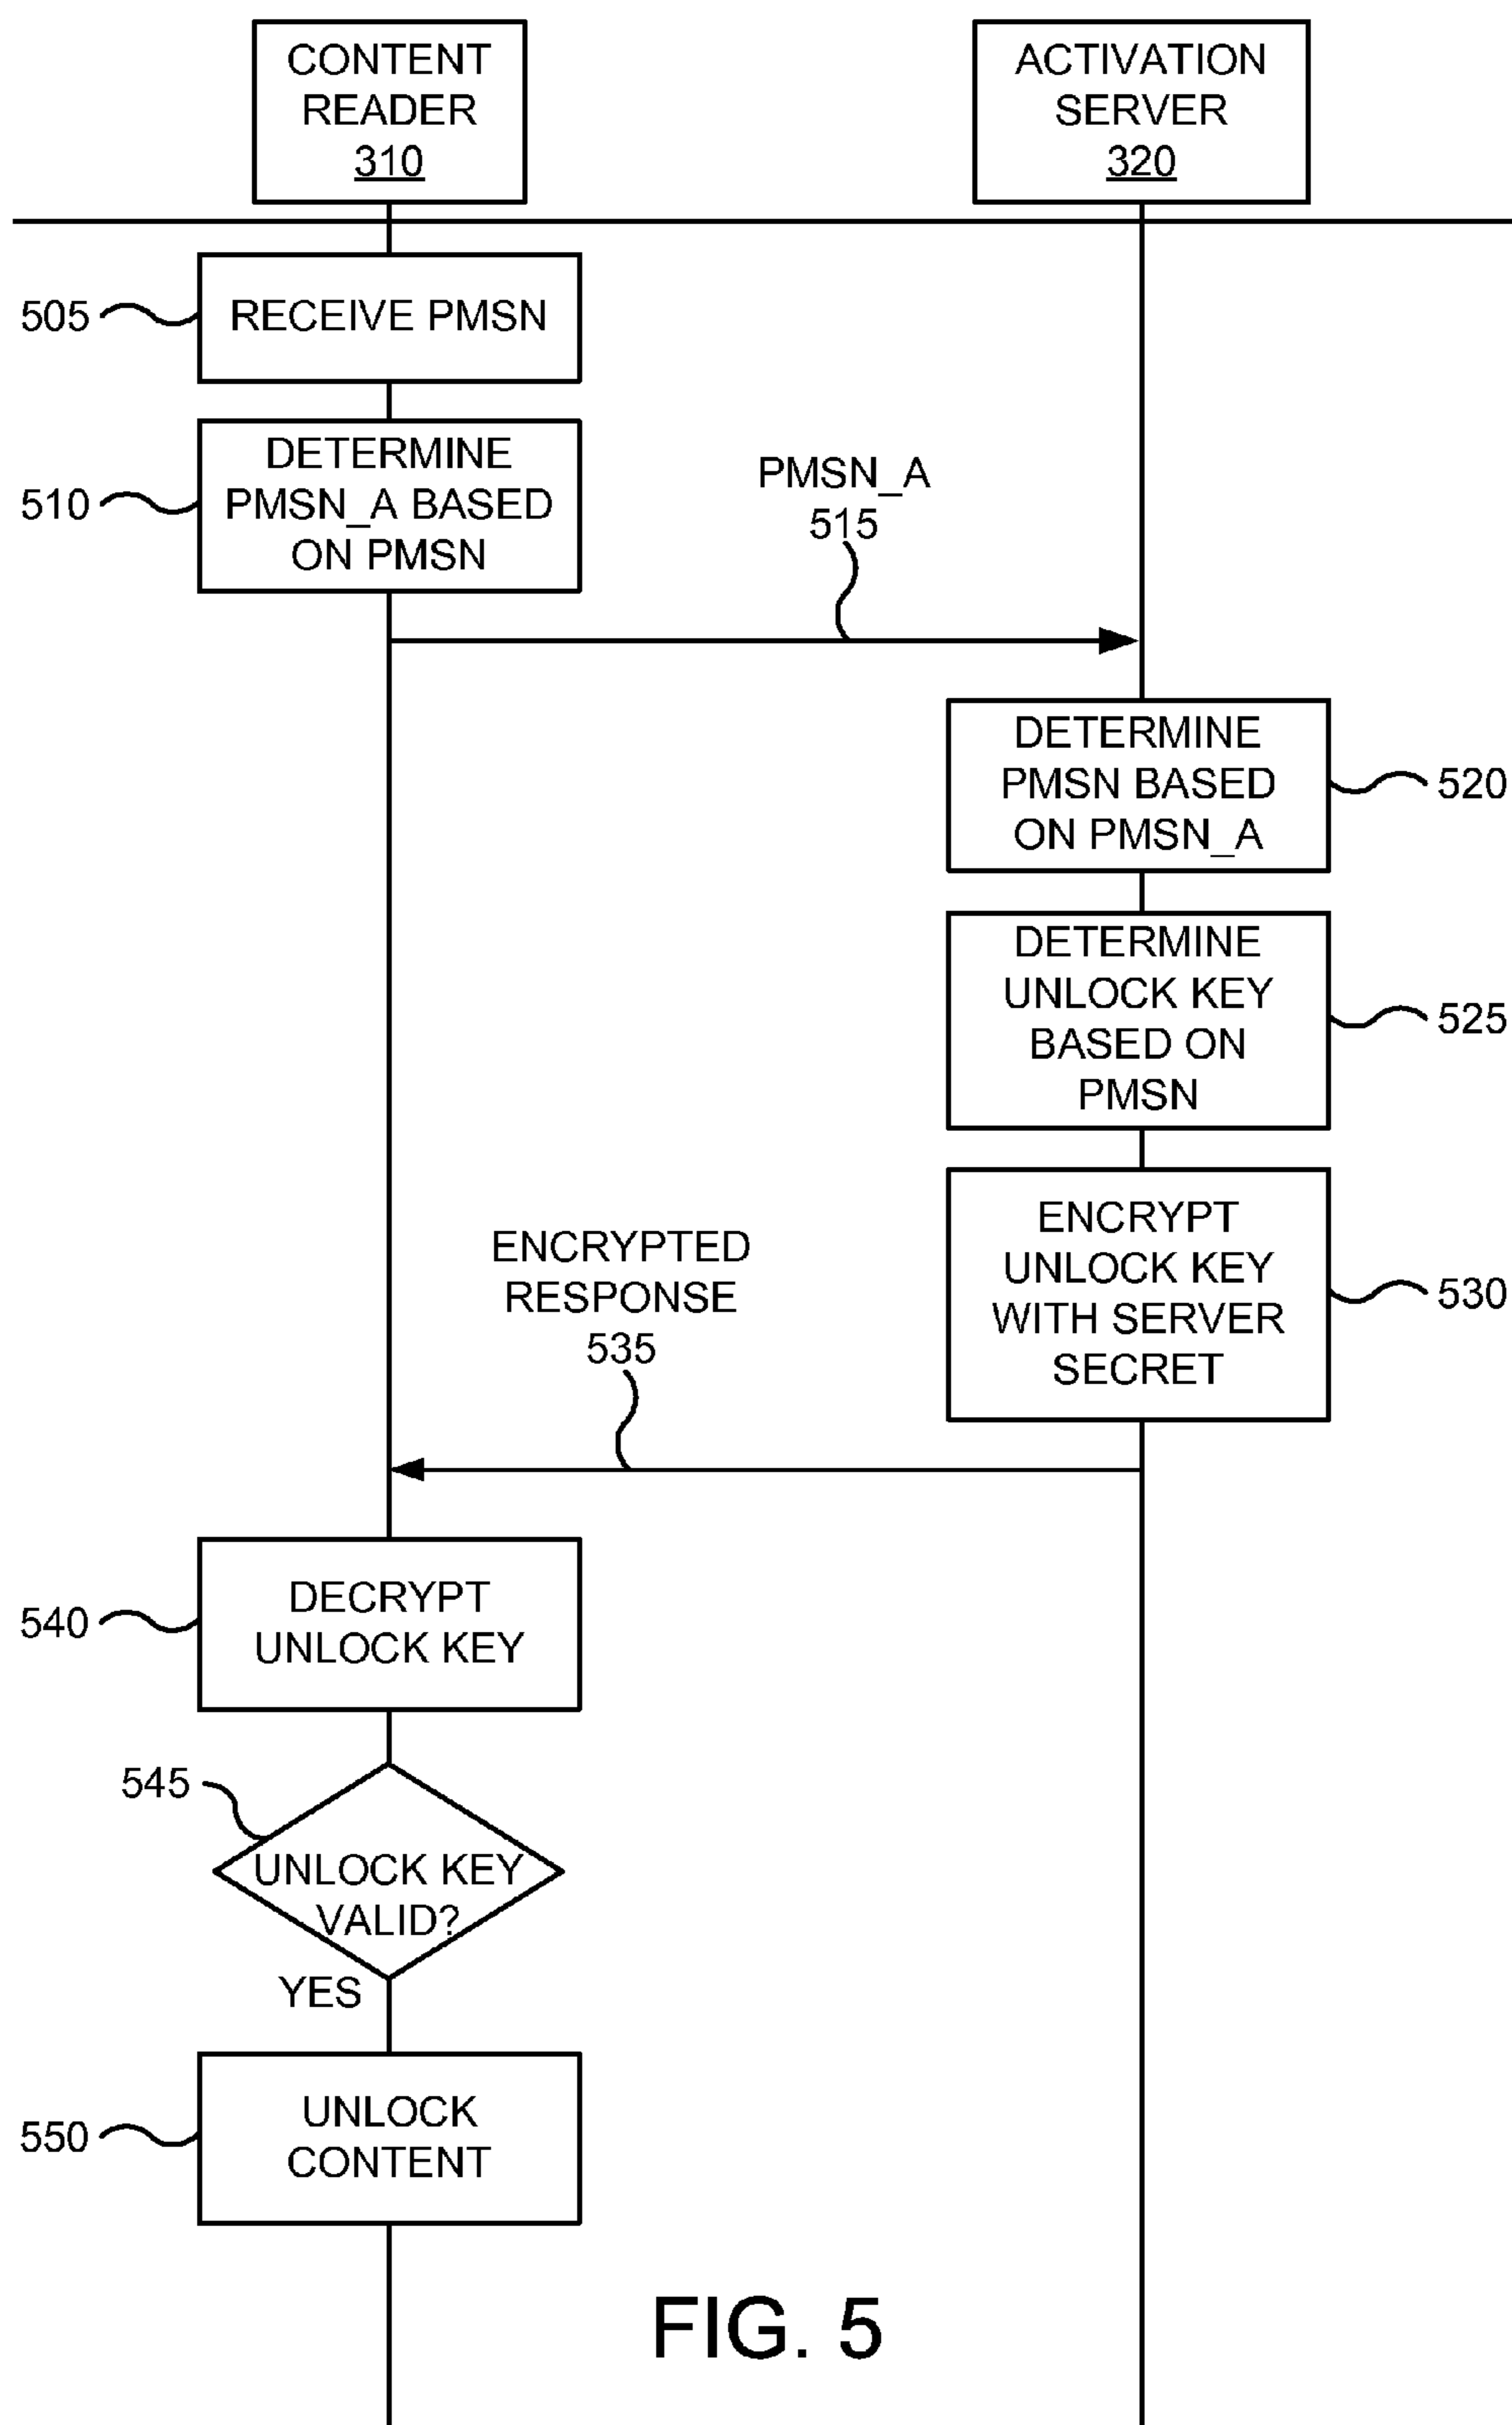 CONTENT
READER
310
ACTIVATION
SERVER
320
505
RECEIVE PMSN
510
DETERMINE
PMSN_A BASED
ON PMSN
PMSN_A
515
DETERMINE
PMSN BASED
ON PMSN_A
520
DETERMINE
UNLOCK KEY
BASED ON
PMSN
525
ENCRYPT
UNLOCK KEY
WITH SERVER
SECRET
530
ENCRYPTED
RESPONSE
535
540
DECRYPT
UNLOCK KEY
545
UNLOCK KEY
VALID?
YES
550
UNLOCK
CONTENT
FIG. 5